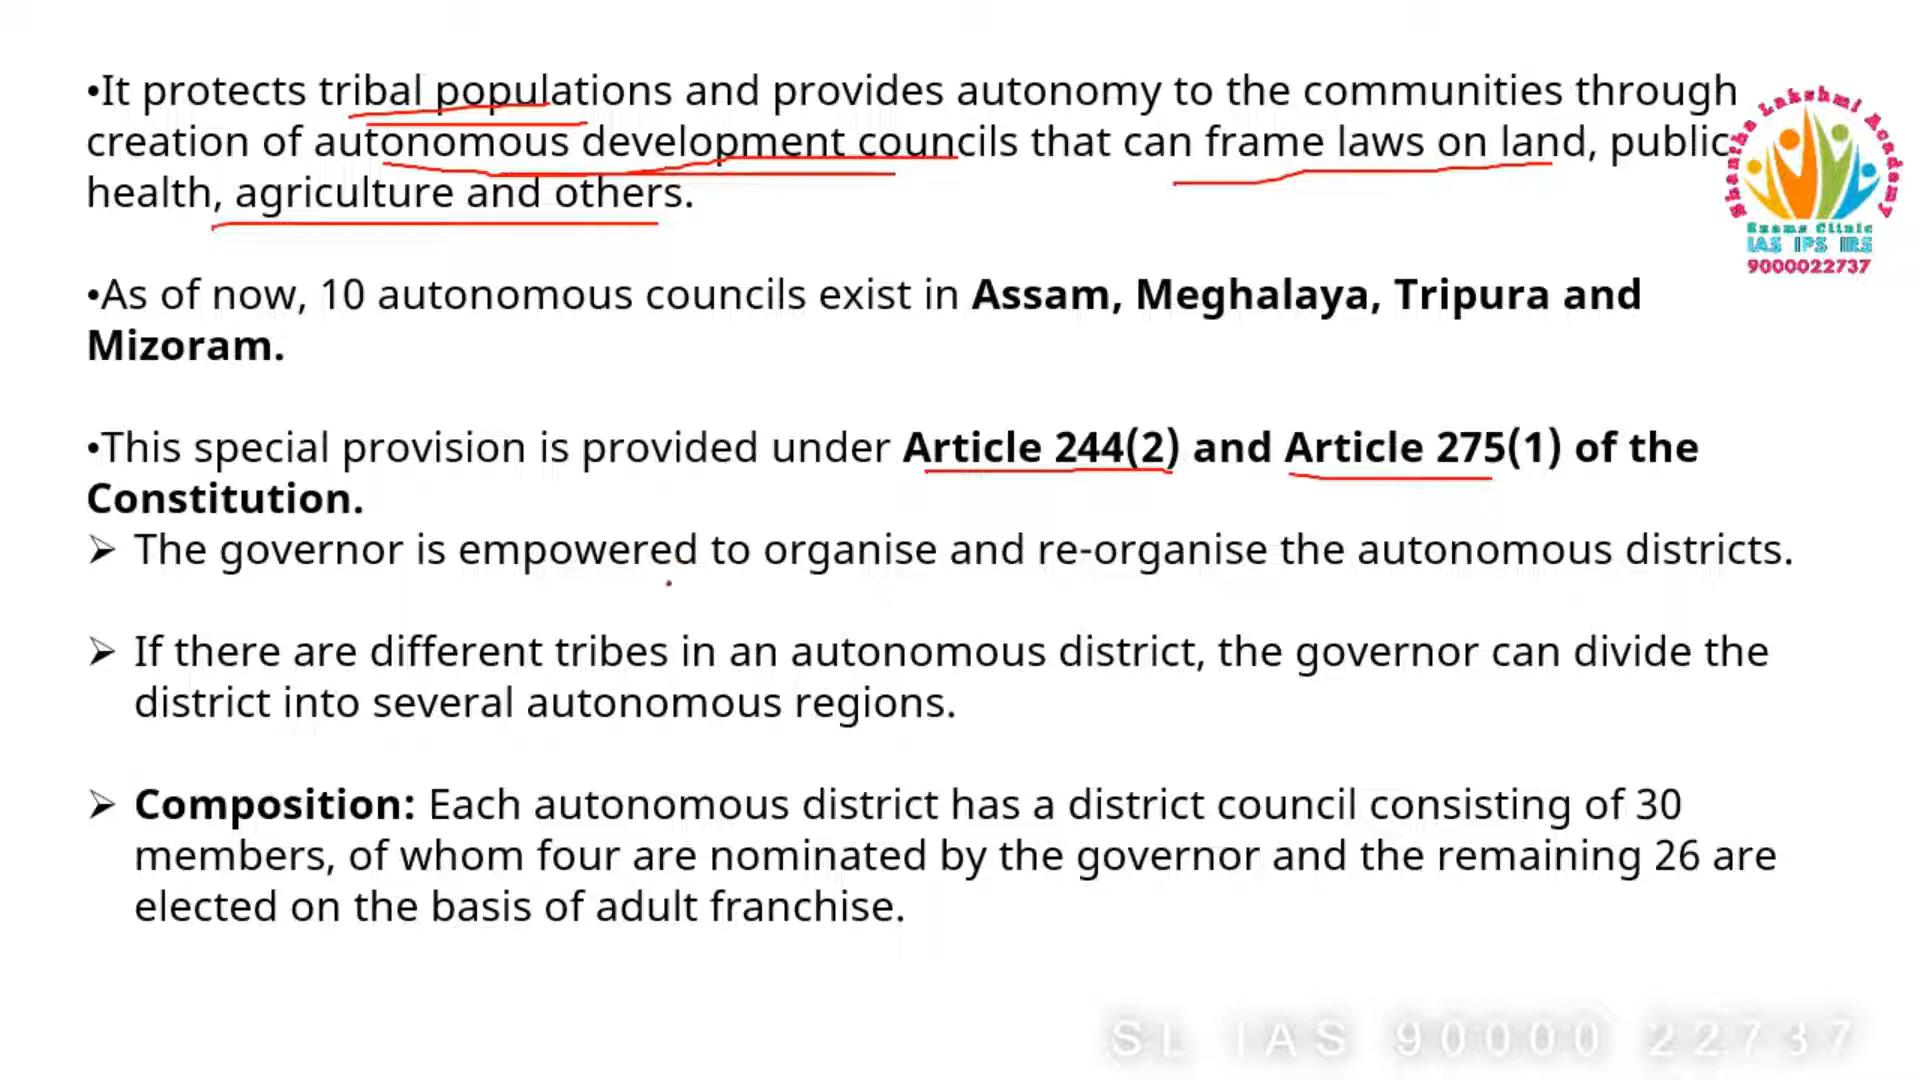 •It protects tribal populations and provides autonomy to the communities through
creation of autonomous development councils that can frame laws on land, public
health, agriculture and others.
•As of now, 10 autonomous councils exist in Assam, Meghalaya, Tripura and
Mizoram.
•This special provision is provided under Article 244(2) and Article 275(1) of the
Constitution.
➢ The governor is empowered to organise and re-organise the autonomous districts.
➢ If there are different tribes in an autonomous district, the governor can divide the
district into several autonomous regions.
➢ Composition: Each autonomous district has a district council consisting of 30
members, of whom four are nominated by the governor and the remaining 26 are
elected on the basis of adult franchise.
Shantha Lakshmi Academy
Exams Clinic
IAS IPS IRS
9000022737
SL IAS 90000 22737